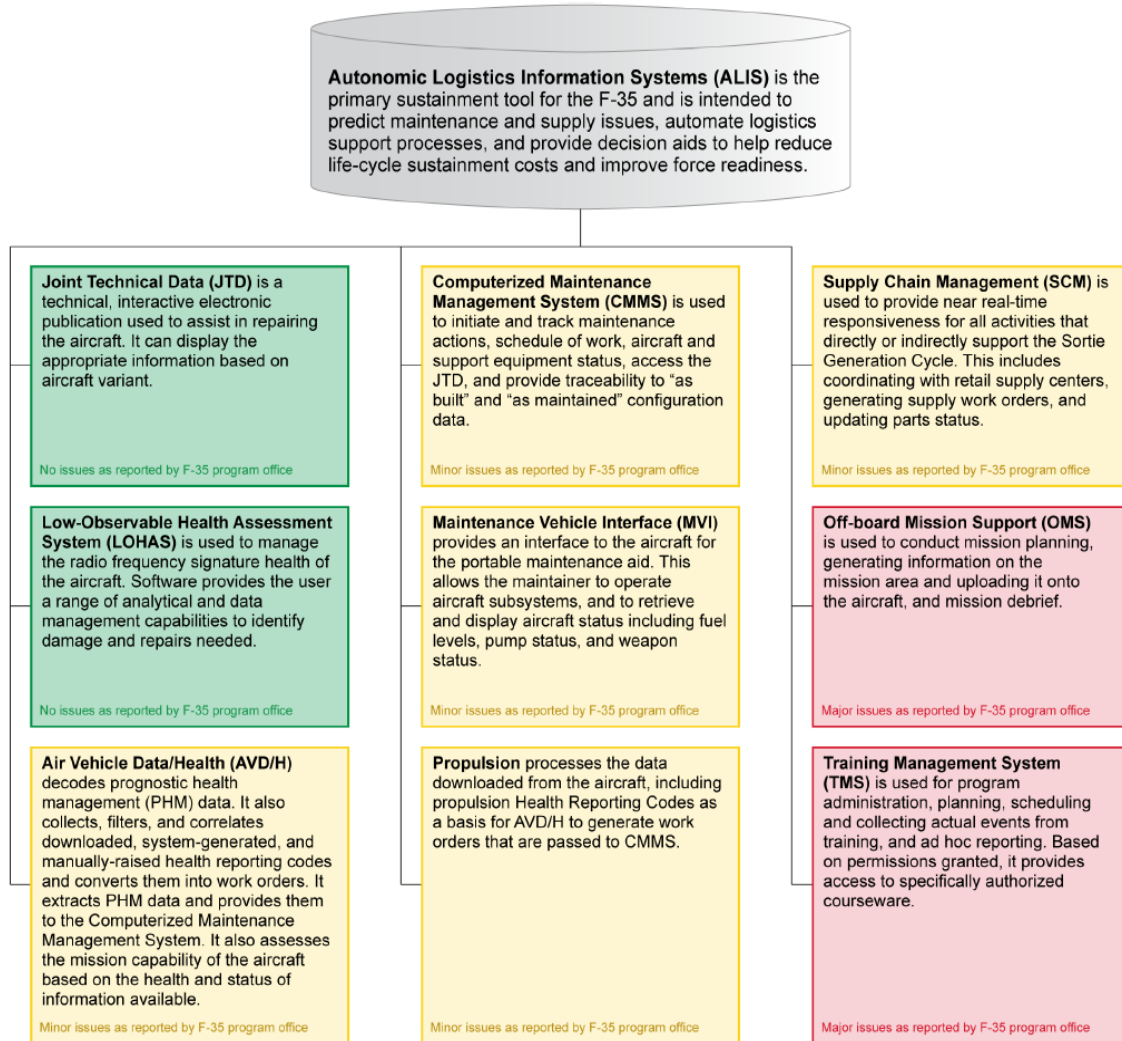 Autonomic Logistics Information Systems (ALIS) is the
primary sustainment tool for the F-35 and is intended to
predict maintenance and supply issues, automate logistics
support processes, and provide decision aids to help reduce
life-cycle sustainment costs and improve force readiness.
Joint Technical Data (JTD) is a
technical, interactive electronic
publication used to assist in repairing
the aircraft. It can display the
appropriate information based on
aircraft variant.
No issues as reported by F-35 program office
Computerized Maintenance
Management System (CMMS) is used
to initiate and track maintenance
actions, schedule of work, aircraft and
support equipment status, access the
JTD, and provide traceability to “as
built” and “as maintained” configuration
data.
Minor issues as reported by F-35 program office
Supply Chain Management (SCM) is
used to provide near real-time
responsiveness for all activities that
directly or indirectly support the Sortie
Generation Cycle. This includes
coordinating with retail supply centers,
generating supply work orders, and
updating parts status.
Minor issues as reported by F-35 program office
Low-Observable Health Assessment
System (LOHAS) is used to manage
the radio frequency signature health of
the aircraft. Software provides the user
a range of analytical and data
management capabilities to identify
damage and repairs needed.
No issues as reported by F-35 program office
Maintenance Vehicle Interface (MVI)
provides an interface to the aircraft for
the portable maintenance aid. This
allows the maintainer to operate
aircraft subsystems, and to retrieve
and display aircraft status including fuel
levels, pump status, and weapon
status.
Minor issues as reported by F-35 program office
Off-board Mission Support (OMS)
is used to conduct mission planning,
generating information on the
mission area and uploading it onto
the aircraft, and mission debrief.
Major issues as reported by F-35 program office
Air Vehicle Data/Health (AVD/H)
decodes prognostic health
management (PHM) data. It also
collects, filters, and correlates
downloaded, system-generated, and
manually-raised health reporting codes
and converts them into work orders. It
extracts PHM data and provides them
to the Computerized Maintenance
Management System. It also assesses
the mission capability of the aircraft
based on the health and status of
information available.
Minor issues as reported by F-35 program office
Propulsion processes the data
downloaded from the aircraft, including
propulsion Health Reporting Codes as
a basis for AVD/H to generate work
orders that are passed to CMMS.
Minor issues as reported by F-35 program office
Training Management System
(TMS) is used for program
administration, planning, scheduling
and collecting actual events from
training, and ad hoc reporting. Based
on permissions granted, it provides
access to specifically authorized
courseware.
Major issues as reported by F-35 program office